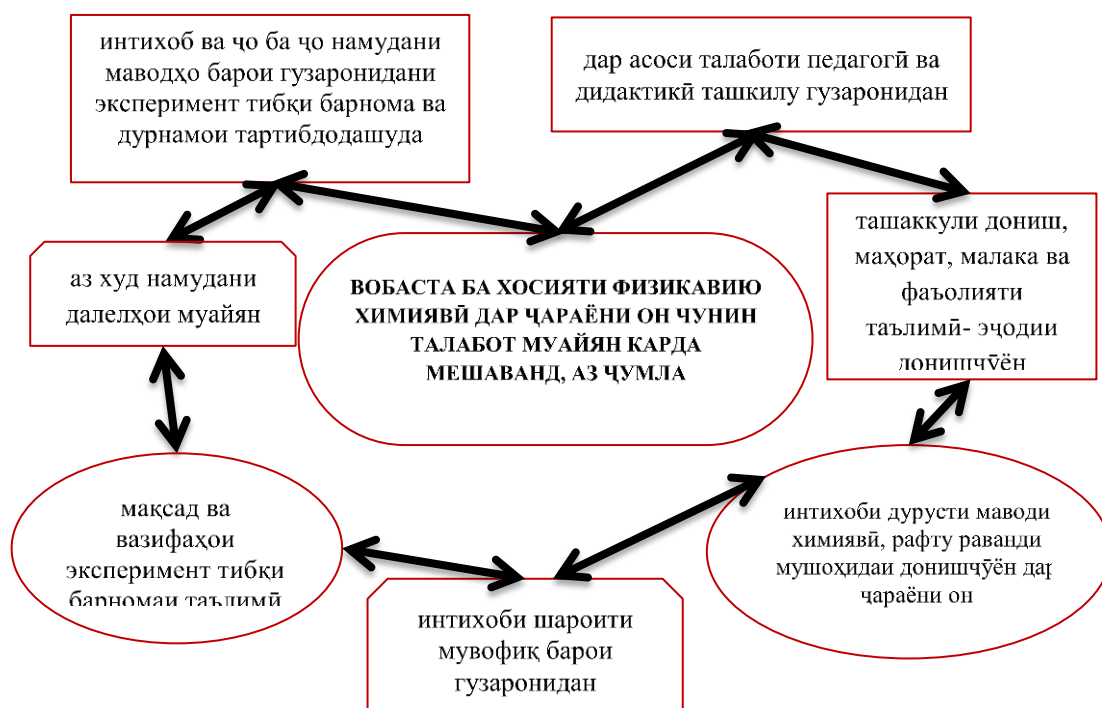 интихоб ва ҷо ба ҷо намудани
маводҳо барои гузаронидани
эксперимент тибқи барнома ва
дурнамои тартибдодашуда
дар асоси талаботи педагогӣ ва
дидактикӣ ташкилу гузаронидан
аз худ намудани
далелҳои муайян
ВОБАСТА БА ХОСИЯТИ ФИЗИКАВИЮ
ХИМИЯВӢ ДАР ҶАРАЁНИ ОН ЧУНИН
ТАЛАБОТ МУАЙЯН КАРДА
МЕШАВАНД, АЗ ҶУМЛА
ташаккули дониш,
маҳорат, малака ва
фаъолияти
таълимӣ- эҷодии
донишҷӯён
мақсад ва
вазифаҳои
эксперимент тибқи
барномаи таълимӣ
интихоби шароити
мувофиқ барои
гузаронидан
интихоби дурусти маводи
химиявӣ, рафту раванди
мушоҳидаи донишҷӯён дар
ҷараёни он